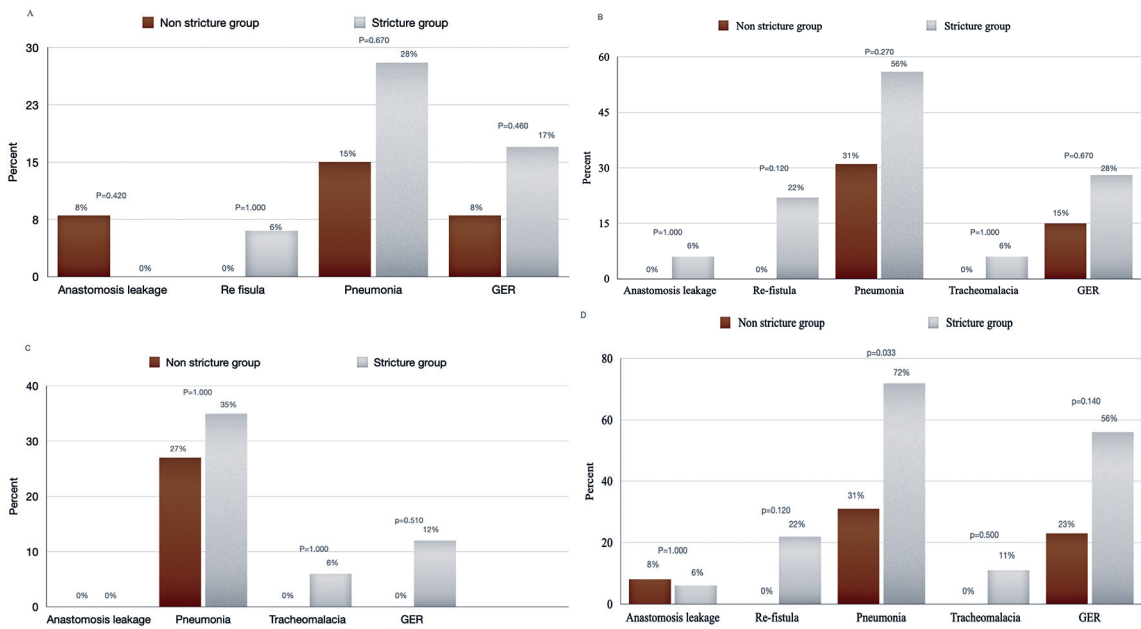 A
Non stricture group Stricture group
P=0.670
30
28%
23
P=0.460
17%
Percent
15
15%
P=0.420
8%
P=1.000
8%
8
6%
0% 0%
0
Anastomosis leakage Re fisula Pneumonia GER
B
Non stricture group Stricture group
P=0.270
60
56%
45
Percent
30
31%
P=0.120
P=0.670
28%
22%
15
15%
P=1.000
6%
P=1.000
6%
0% 0% 0%
0
Anastomosis leakage Re-fistula Pneumonia Tracheomalacia GER
C
Non stricture group Stricture group
40
P=1.000
35%
30
27%
Percent
20
p=0.510
12%
10
P=1.000
6%
0% 0% 0% 0%
0
Anastomosis leakage Pneumonia Tracheomalacia GER
D
Non stricture group Stricture group
80
p=0.033
72%
60
p=0.140
56%
Percent
40
31%
p=0.120
22%
23%
20
p=0.500
11%
P=1.000
8% 6%
0% 0%
0
Anastomosis leakage Re-fistula Pneumonia Tracheomalacia GER